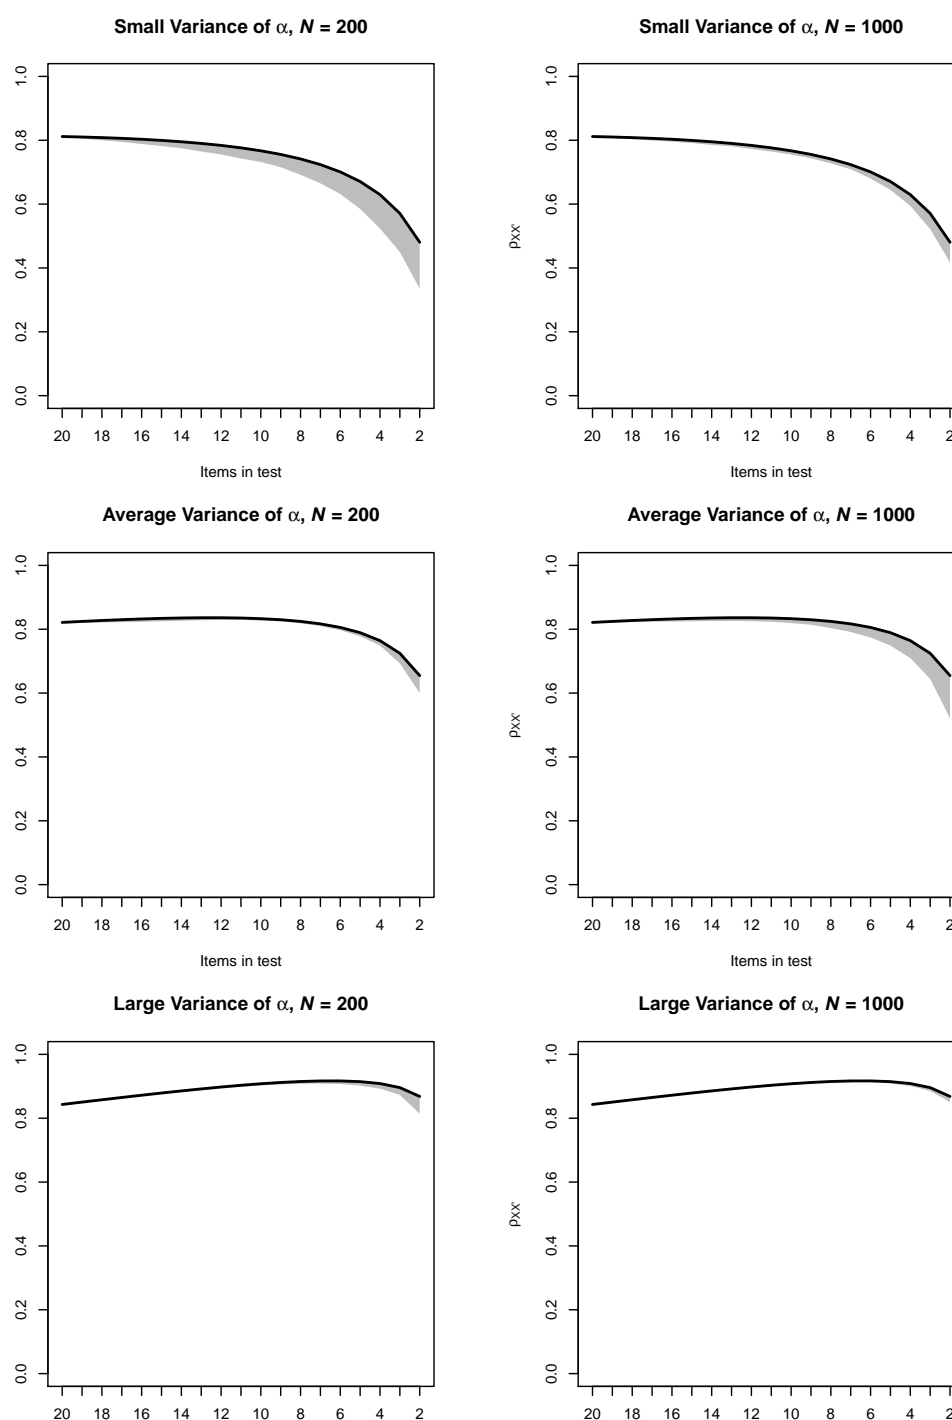 Small Variance of α, N = 200
1.0
0.8
0.6
0.4
0.2
0.0
20 18 16 14 12 10 8 6 4 2
Items in test
Small Variance of α, N = 1000
ρXX'
1.0
0.8
0.6
0.4
0.2
0.0
20 18 16 14 12 10 8 6 4 2
Items in test
Average Variance of α, N = 200
1.0
0.8
0.6
0.4
0.2
0.0
20 18 16 14 12 10 8 6 4 2
Items in test
Average Variance of α, N = 1000
ρXX'
1.0
0.8
0.6
0.4
0.2
0.0
20 18 16 14 12 10 8 6 4 2
Items in test
Large Variance of α, N = 200
1.0
0.8
0.6
0.4
0.2
0.0
20 18 16 14 12 10 8 6 4 2
Large Variance of α, N = 1000
ρXX'
1.0
0.8
0.6
0.4
0.2
0.0
20 18 16 14 12 10 8 6 4 2